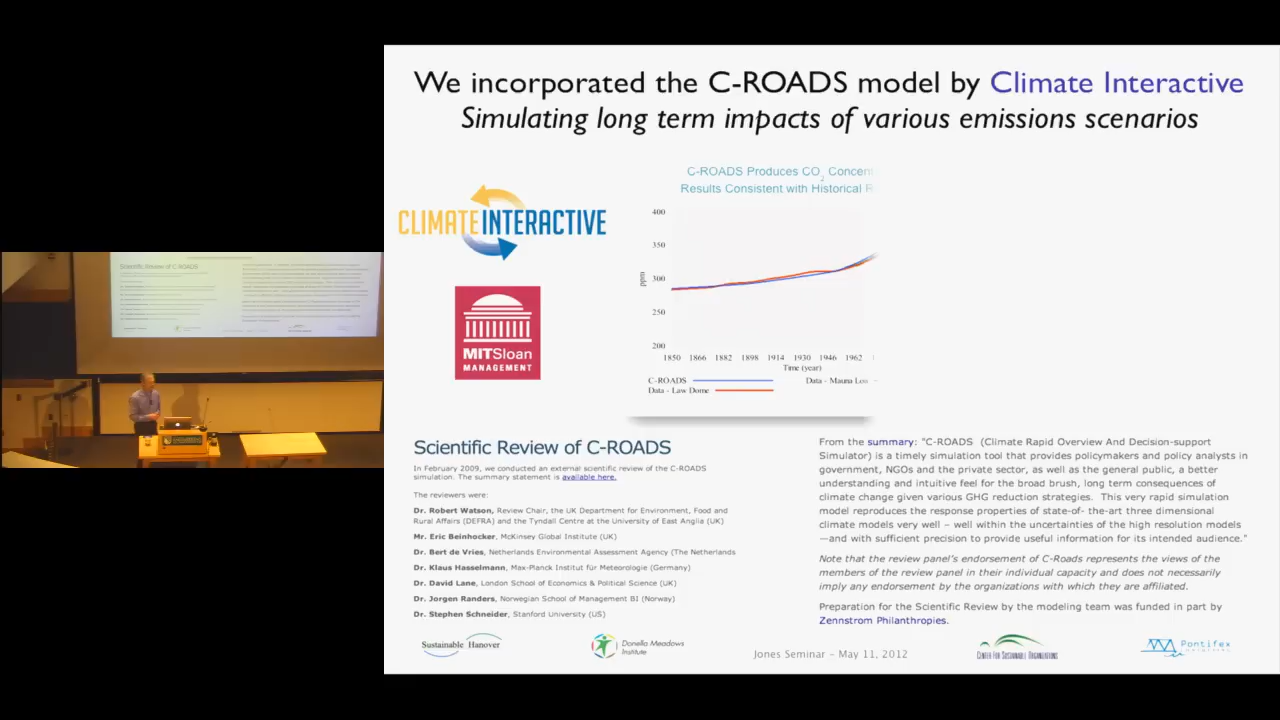 We incorporated the C-ROADS model by Climate Interactive
Simulating long term impacts of various emissions scenarios
CLIMATEINTERACTIVE
MITSloan
MANAGEMENT
C-ROADS Produces CO2 Concent
Results Consistent with Historical R
400
350
300
250
200
ppm
1850 1866 1882 1898 1914 1930 1946 1962
Time (year)
C-ROADS
Data - Mauna Loa
Data - Law Dome
Scientific Review of C-ROADS
In February 2009, we conducted an external scientific review of the C-ROADS
simulation. The summary statement is available here.
The reviewers were:
Dr. Robert Watson, Review Chair, the UK Department for Environment, Food and
Rural Affairs (DEFRA) and the Tyndall Centre at the University of East Anglia (UK)
Mr. Eric Beinhocker, McKinsey Global Institute (UK)
Dr. Bert de Vries, Netherlands Environmental Assessment Agency (The Netherlands
Dr. Klaus Hasselmann, Max-Planck Institut für Meteorologie (Germany)
Dr. David Lane, London School of Economics & Political Science (UK)
Dr. Jorgen Randers, Norwegian School of Management BI (Norway)
Dr. Stephen Schneider, Stanford University (US)
From the summary: "C-ROADS (Climate Rapid Overview And Decision-support
Simulator) is a timely simulation tool that provides policymakers and policy analysts in
government, NGOs and the private sector, as well as the general public, a better
understanding and intuitive feel for the broad brush, long term consequences of
climate change given various GHG reduction strategies. This very rapid simulation
model reproduces the response properties of state-of- the-art three dimensional
climate models very well – well within the uncertainties of the high resolution models
—and with sufficient precision to provide useful information for its intended audience."
Note that the review panel's endorsement of C-Roads represents the views of the
members of the review panel in their individual capacity and does not necessarily
imply any endorsement by the organizations with which they are affiliated.
Preparation for the Scientific Review by the modeling team was funded in part by
Zennstrom Philanthropies.
Sustainable Hanover
Donella Meadows
Institute
Jones Seminar – May 11, 2012
CENTER FOR SUSTAINABLE ORGANIZATIONS
Pontifex
Scientific Review of C-ROADS